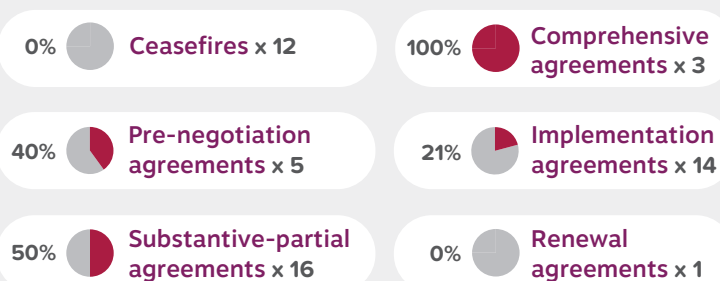 0% Ceasefires x 12
100% Comprehensive
agreements x 3
40% Pre-negotiation
agreements x 5
21% Implementation
agreements x 14
50% Substantive-partial
agreements x 16
0% Renewal
agreements x 1